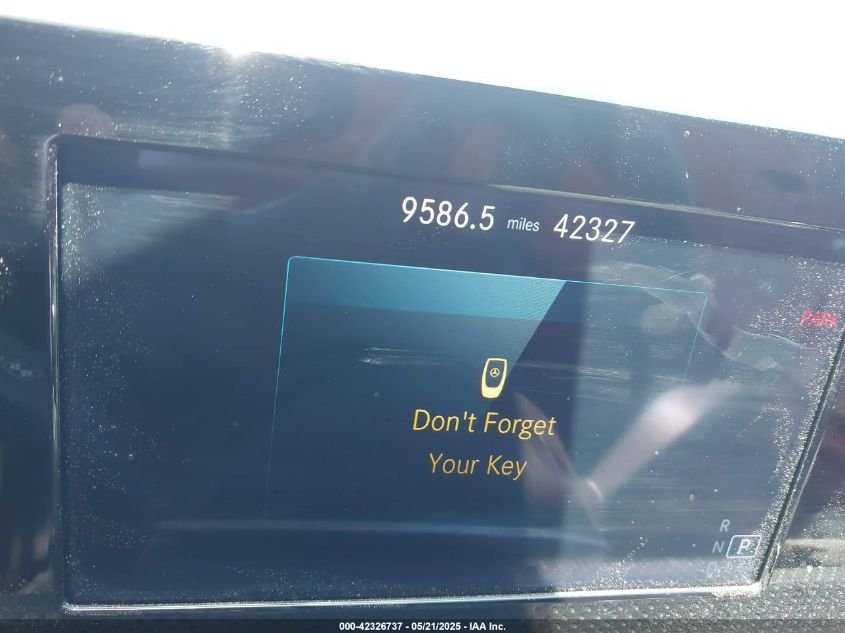 9586.5 miles 42327
PARK
Don't Forget
Your Key
R
N P
D
000-42326737 - 05/21/2025 - IAA Inc.